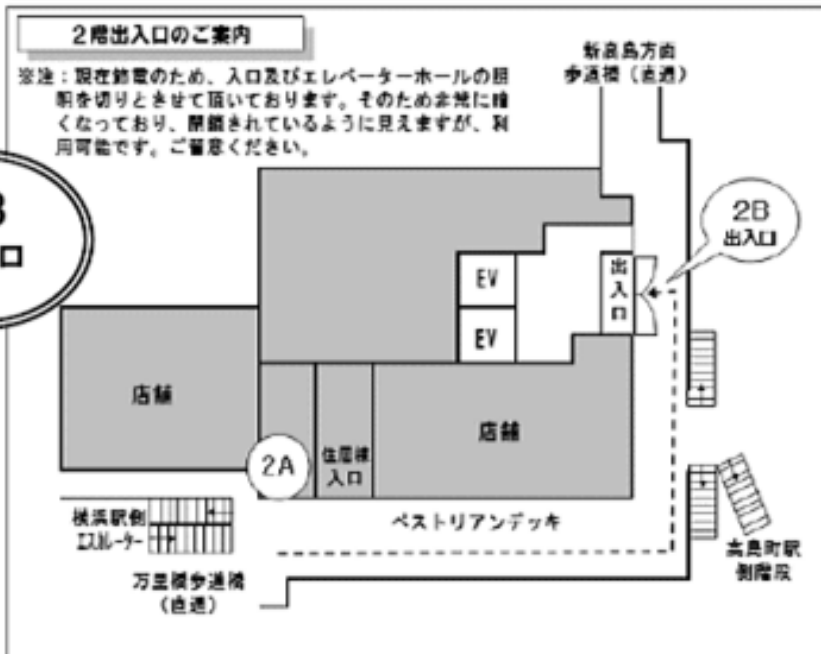 2階出入口のご案内
※注：現在節電のため、入口及びエレベーターホールの照
明を切りとさせて頂いております。そのため非常に暗
くなっており、閉鎖されているように見えますが、利
用可能です。ご留意ください。
新高島方面
歩道橋（直通）
口
2B
出入口
EV
出入口
EV
店舗
店舗
2A
住居棟
入口
横浜駅側
エスカレーター
ペストリアンデッキ
高島町駅
側階段
万里橋歩道橋
（直通）